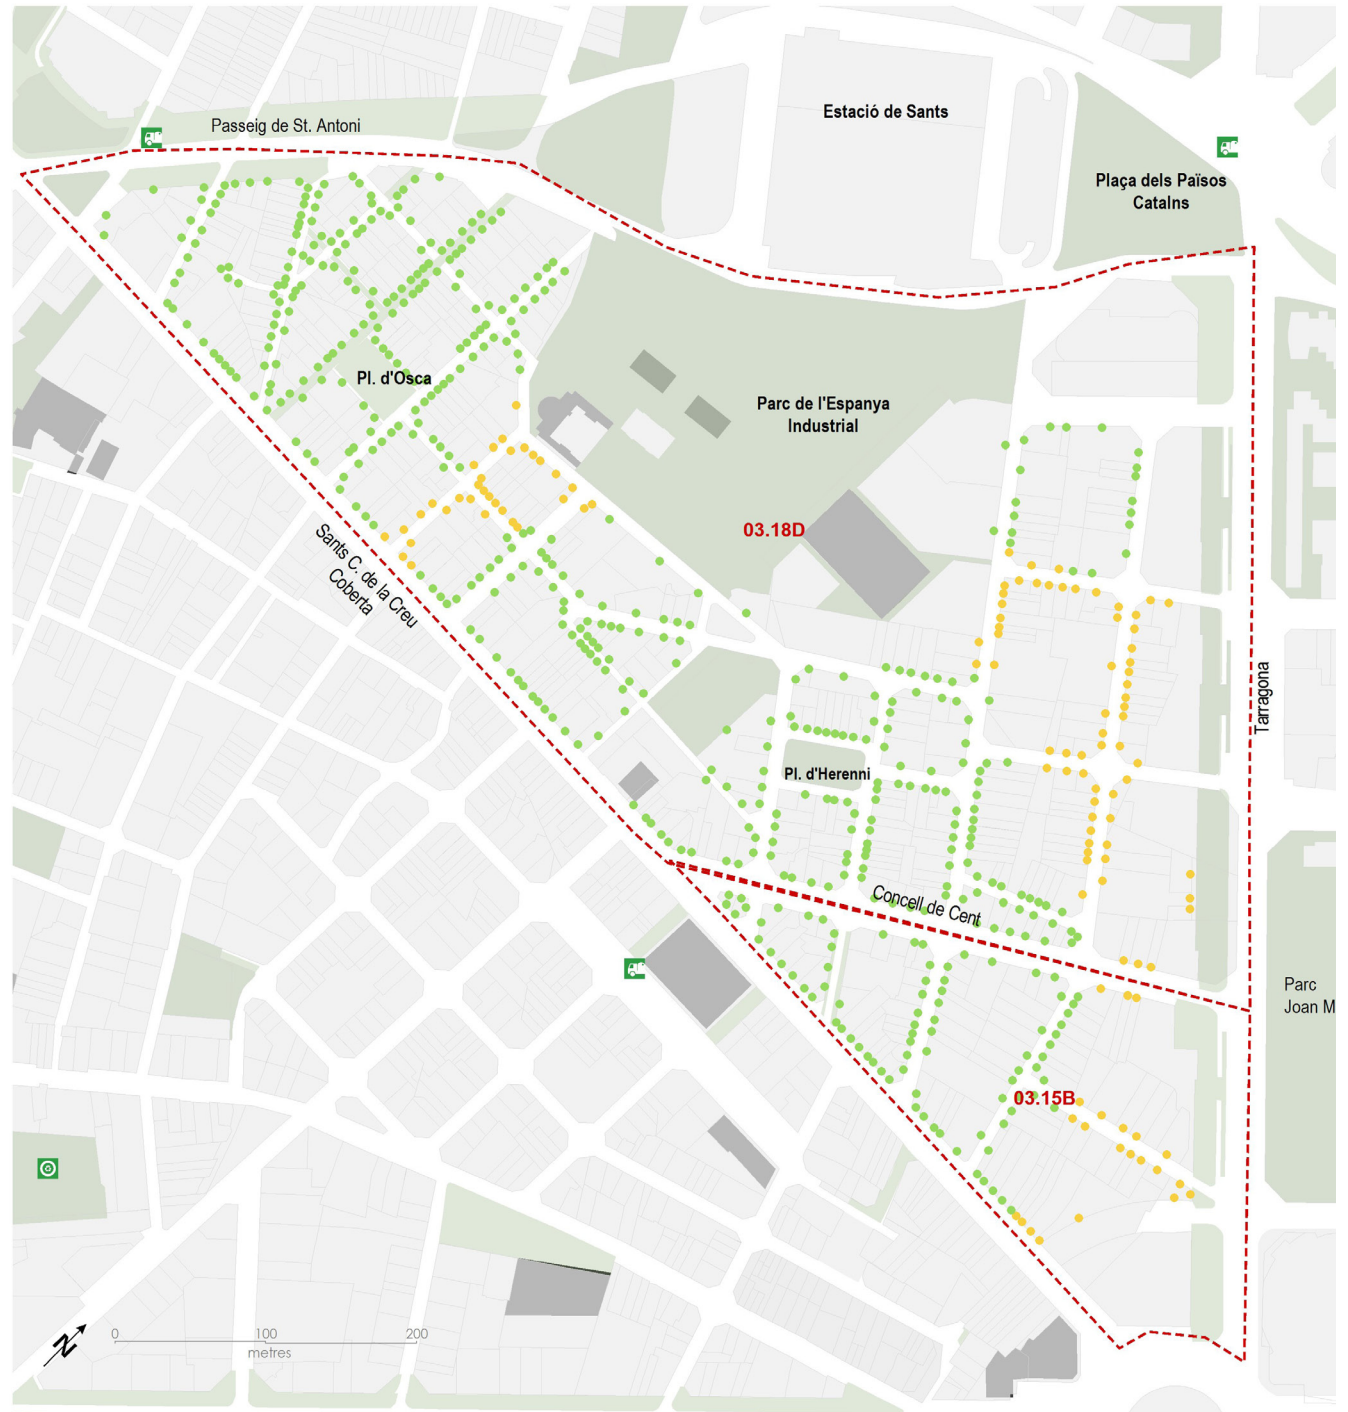 Passeig de St. Antoni
Estació de Sants
Plaça dels Països
Catalns
Pl. d'Osca
Parc de l'Espanya
Industrial
03.18D
Sants C. de la Creu
Coberta
Tarragona
Pl. d'Herenni
Concell de Cent
Parc
Joan M
03.15B
N
0 100 200
metres